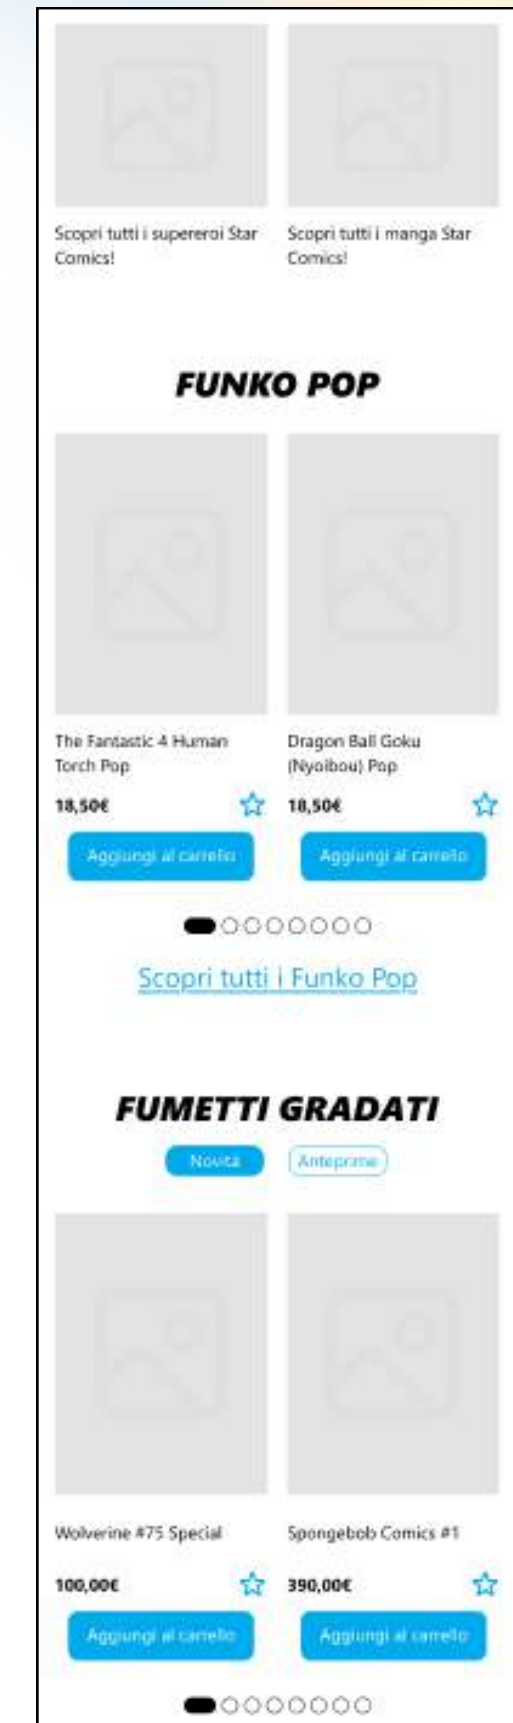 Scopri tutti i supereroi Star
Comics!
Scopri tutti i manga Star
Comics!
FUNKO POP
The Fantastic 4 Human
Torch Pop
Dragon Ball Goku
(Nyoibou) Pop
18,50€
18,50€
Aggiungi al carrello
Aggiungi al carrello
Scopri tutti i Funko Pop
FUMETTI GRADATI
Novità
Anteprime
Wolverine #75 Special
Spongebob Comics #1
100,00€
390,00€
Aggiungi al carrello
Aggiungi al carrello